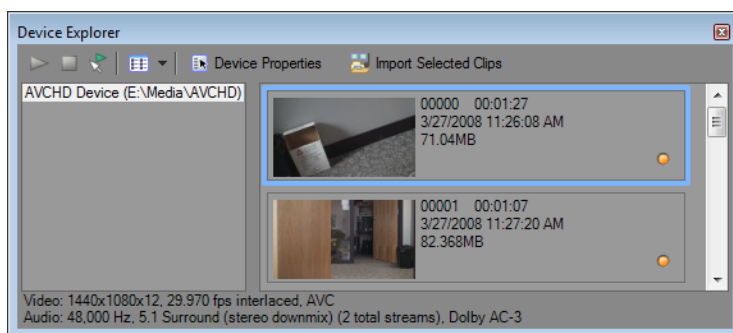 Device Explorer
Device Properties
Import Selected Clips
AVCHD Device (E:\Media\AVCHD)
00000 00:01:27
3/27/2008 11:26:08 AM
71.04MB
00001 00:01:07
3/27/2008 11:27:20 AM
82.368MB
Video: 1440x1080x12, 29.970 fps interlaced, AVC
Audio: 48,000 Hz, 5.1 Surround (stereo downmix) (2 total streams), Dolby AC-3